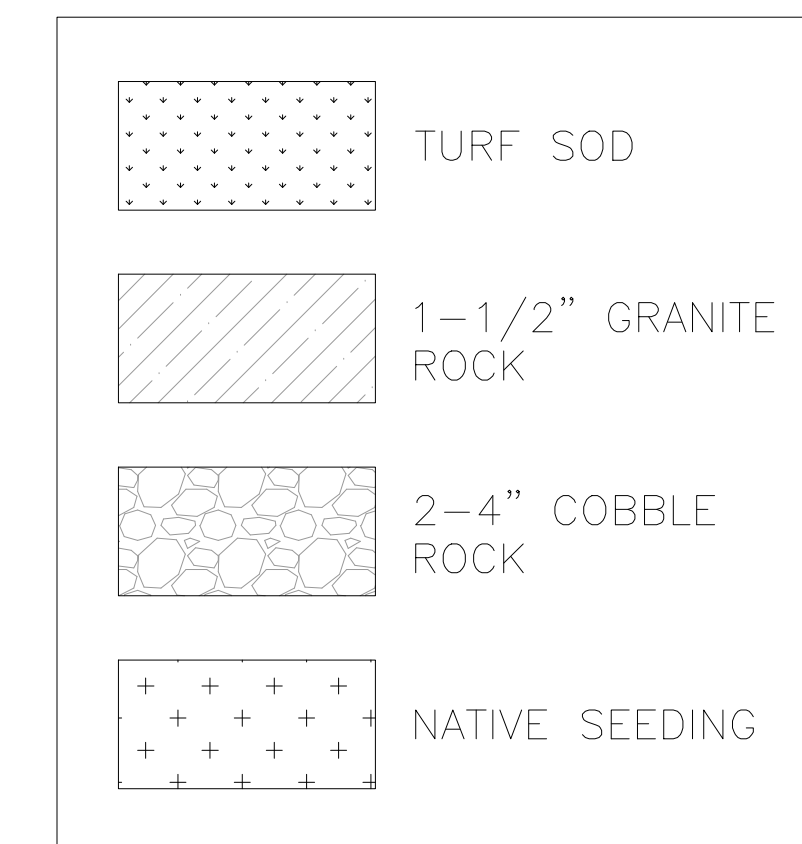 TURF SOD
1-1/2" GRANITE
ROCK
2-4" COBBLE
ROCK
NATIVE SEEDING